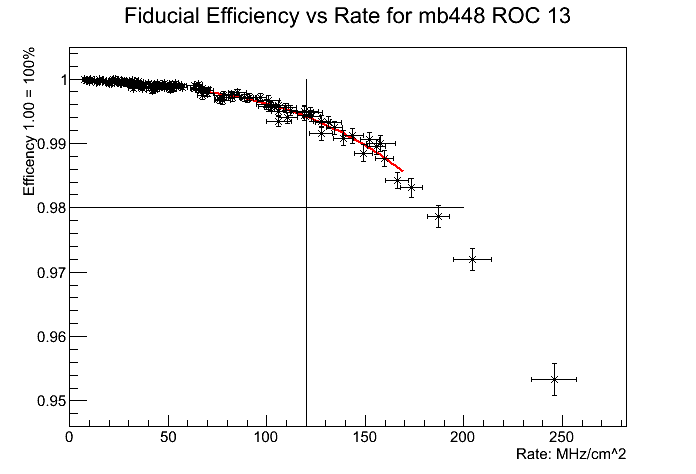 Fiducial Efficiency vs Rate for mb448 ROC 13
Efficency 1.00 = 100%
1
0.99
0.98
0.97
0.96
0.95
0 50 100 150 200 250
Rate: MHz/cm^2